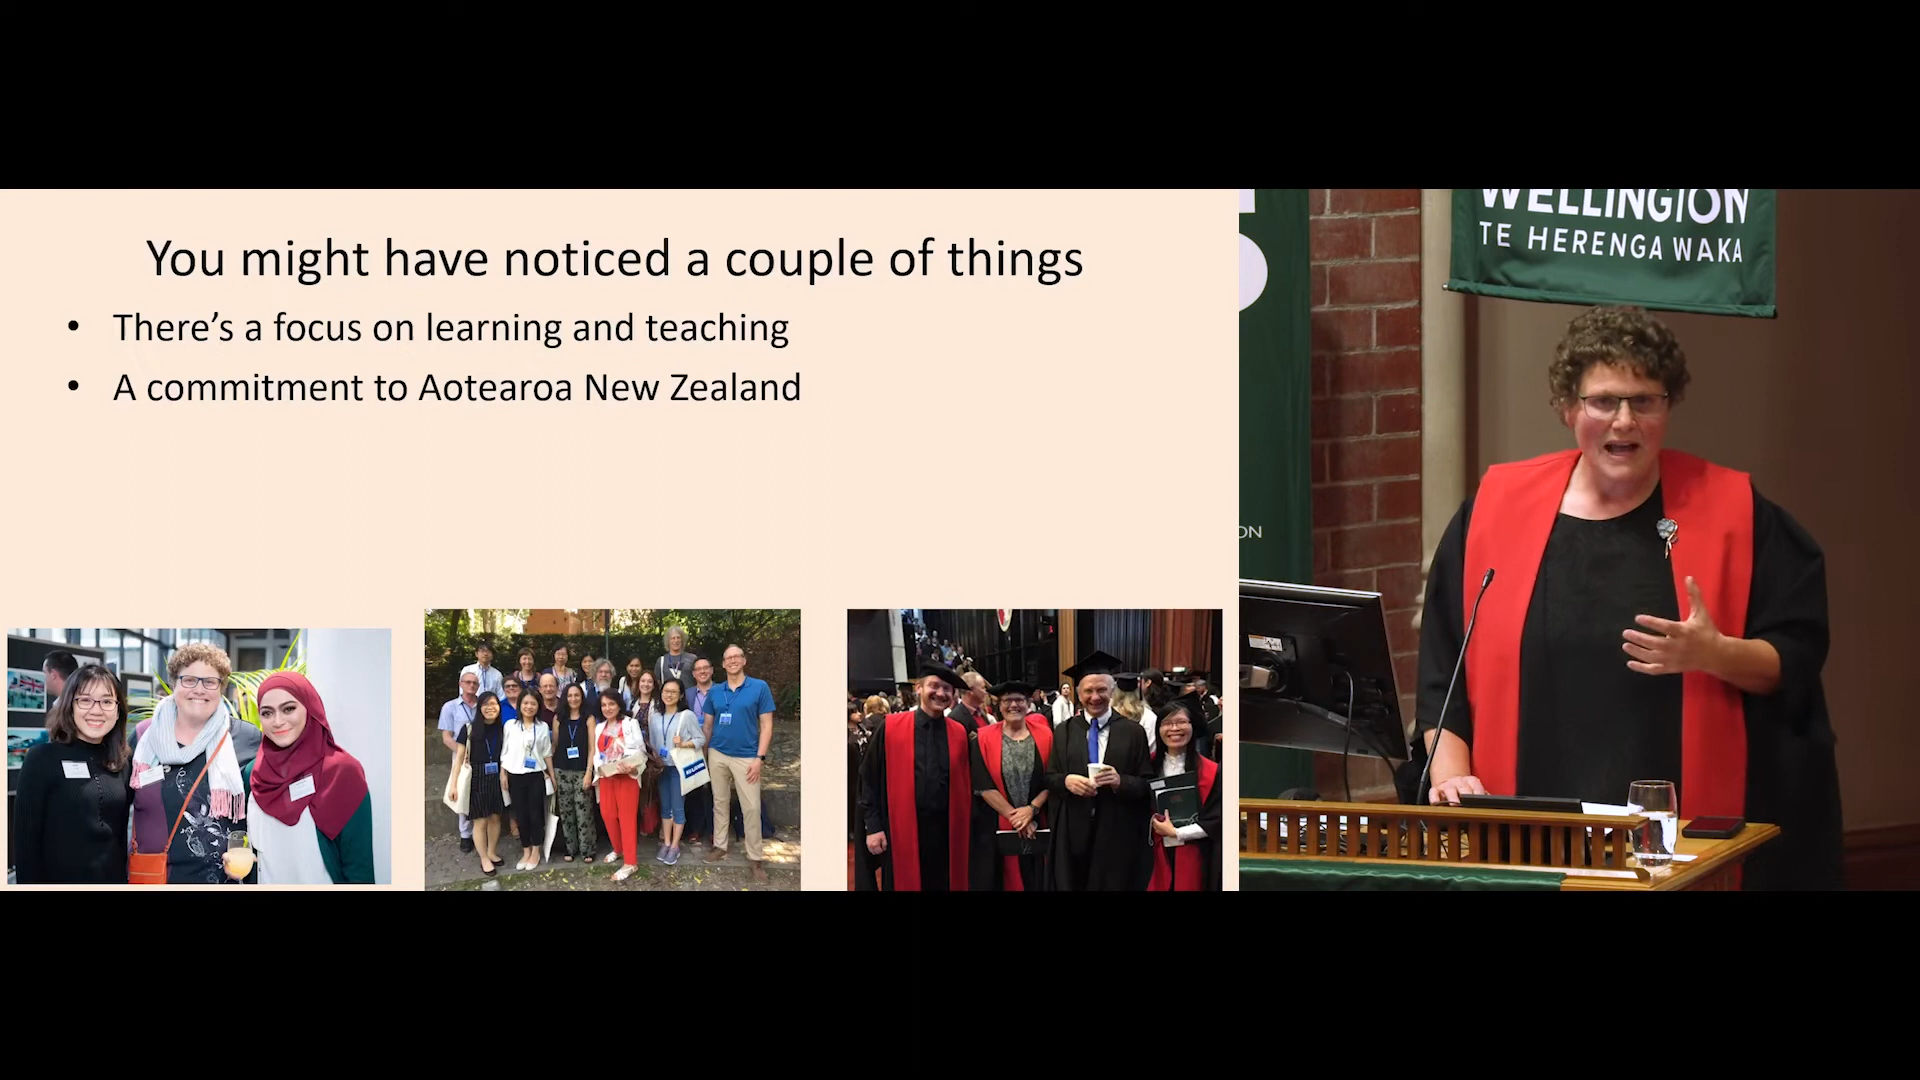 You might have noticed a couple of things
• There’s a focus on learning and teaching
• A commitment to Aotearoa New Zealand
WELLINGTON
TE HERENGA WAKA
ON